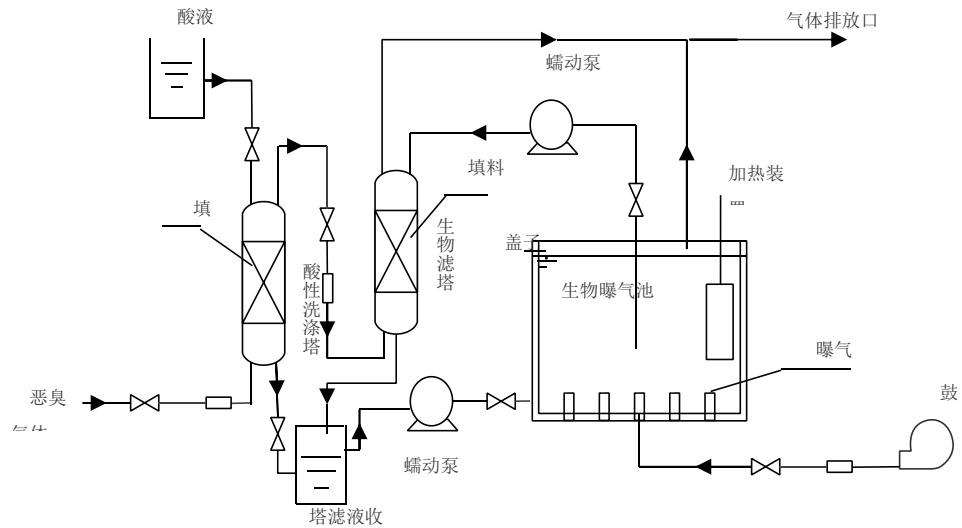 酸液
气体排放口
蠕动泵
填料
加热装
填
生物滤塔
盖子
酸性洗涤塔
生物曝气池
曝气
恶臭
鼓
蠕动泵
塔滤液收